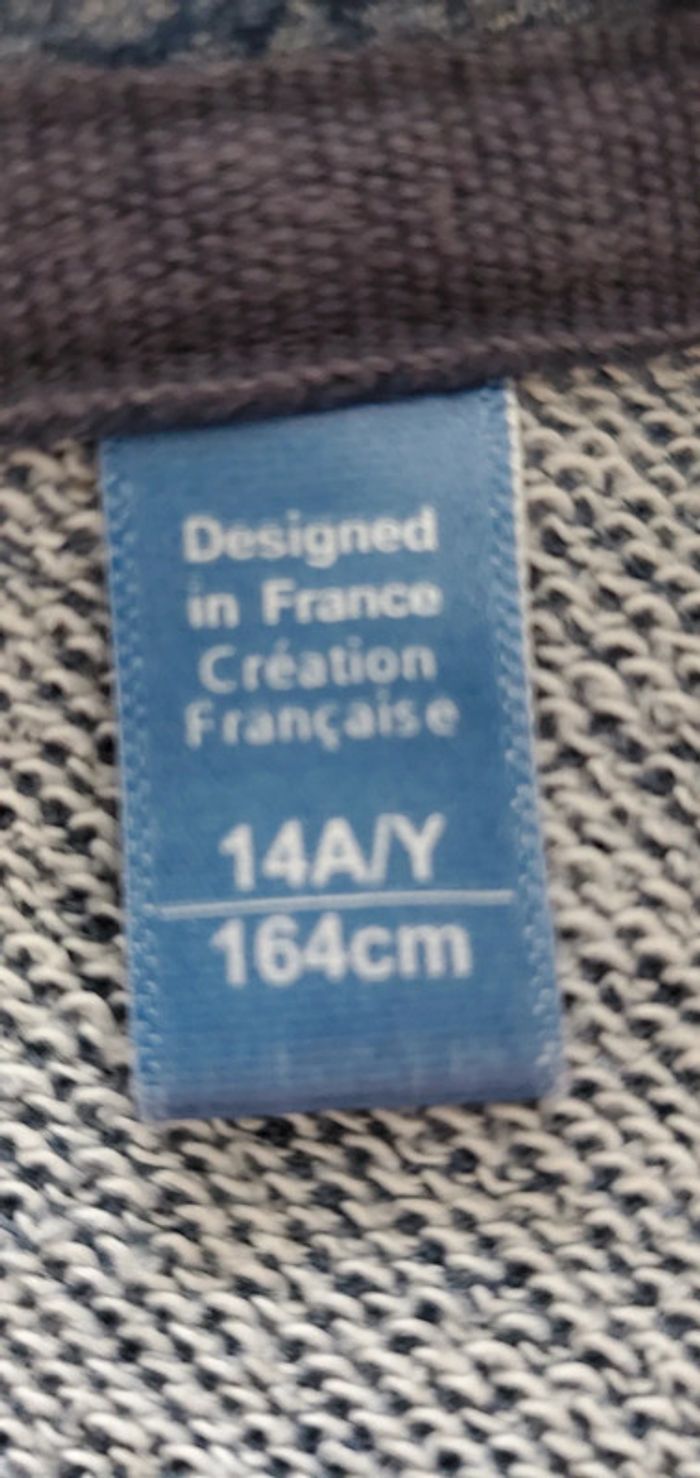 Designed
in France
Création
Française
14A/Y
164cm